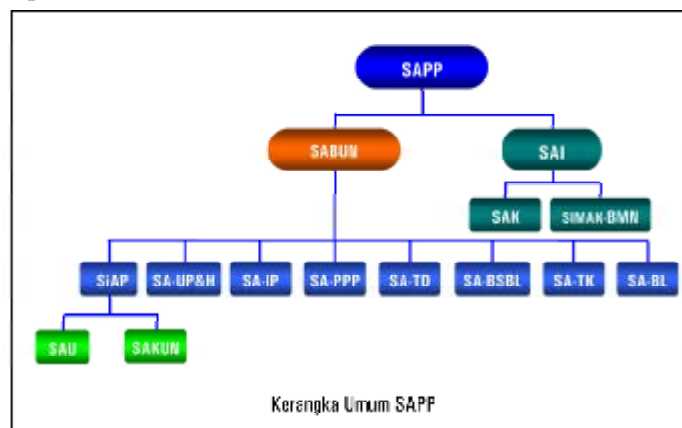 SAPP
SABUN
SAI
SAK
SIMAK-BMN
SiAP
SA-UP&H
SA-IP
SA-PPP
SA-TD
SA-BSBL
SA-TK
SA-BL
SAU
SAKUN
Kerangka Umum SAPP